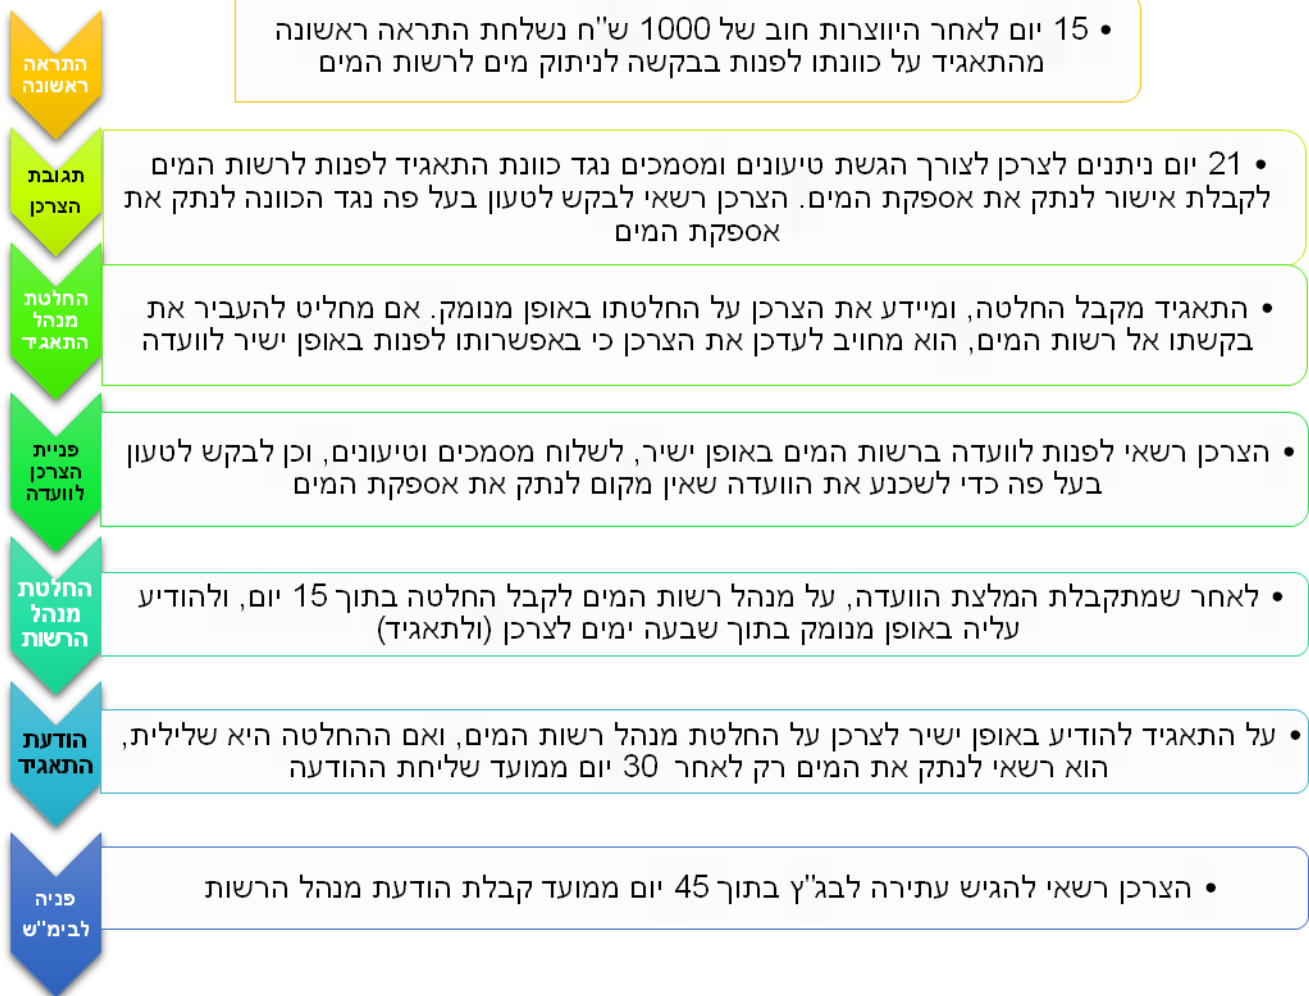 התראה
ראשונה
• 15 יום לאחר היווצרות חוב של 1000 ש"ח נשלחת התראה ראשונה
מהתאגיד על כוונתו לפנות בבקשה לניתוק מים לרשות המים
תגובת
הצרכן
• 21 יום ניתנים לצרכן לצורך הגשת טיעונים ומסמכים נגד כוונת התאגיד לפנות לרשות המים
לקבלת אישור לנתק את אספקת המים. הצרכן רשאי לבקש לטעון בעל פה נגד הכוונה לנתק את
אספקת המים
החלטת
מנהל
התאגיד
• התאגיד מקבל החלטה, ומיידע את הצרכן על החלטתו באופן מנומק. אם מחליט להעביר את
בקשתו אל רשות המים, הוא מחויב לעדכן את הצרכן כי באפשרותו לפנות באופן ישיר לוועדה
פניית
הצרכן
לוועדה
• הצרכן רשאי לפנות לוועדה ברשות המים באופן ישיר, לשלוח מסמכים וטיעונים, וכן לבקש לטעון
בעל פה כדי לשכנע את הוועדה שאין מקום לנתק את אספקת המים
החלטת
מנהל
הרשות
• לאחר שמתקבלת המלצת הוועדה, על מנהל רשות המים לקבל החלטה בתוך 15 יום, ולהודיע
עליה באופן מנומק בתוך שבעה ימים לצרכן (ולתאגיד)
הודעת
התאגיד
• על התאגיד להודיע באופן ישיר לצרכן על החלטת מנהל רשות המים, ואם ההחלטה היא שלילית,
הוא רשאי לנתק את המים רק לאחר 30 יום ממועד שליחת ההודעה
פניה
לבימ"ש
• הצרכן רשאי להגיש עתירה לבג"ץ בתוך 45 יום ממועד קבלת הודעת מנהל הרשות